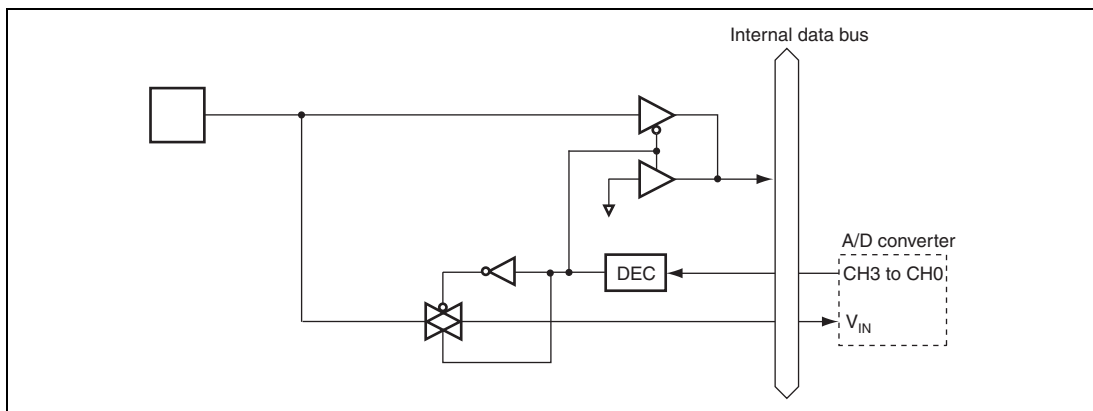 Internal data bus
A/D converter
DEC
CH3 to CH0
VIN